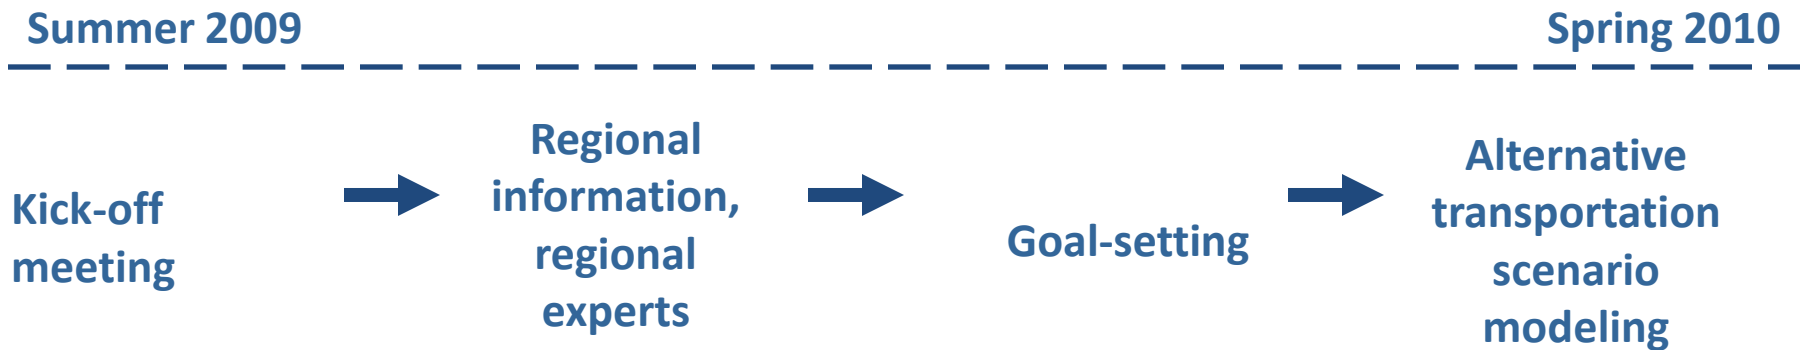 Summer 2009
Spring 2010
Kick-off
meeting
Regional
information,
regional
experts
Goal-setting
Alternative
transportation
scenario
modeling